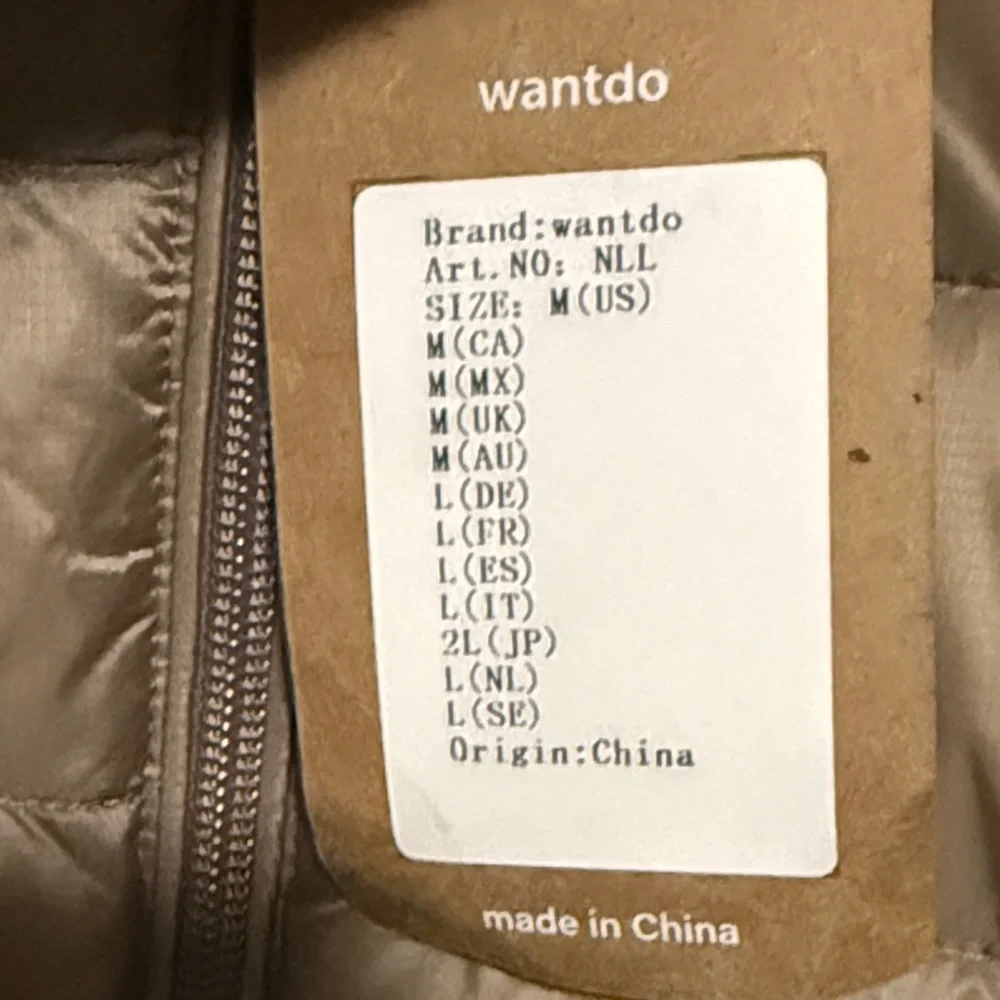 wantdo
Brand:wantdo
Art.NO: NLL
SIZE: M(US)
M(CA)
M(MX)
M(UK)
M(AU)
L(DE)
L(FR)
L(ES)
L(IT)
2L(JP)
L(NL)
L(SE)
Origin:China
made in China